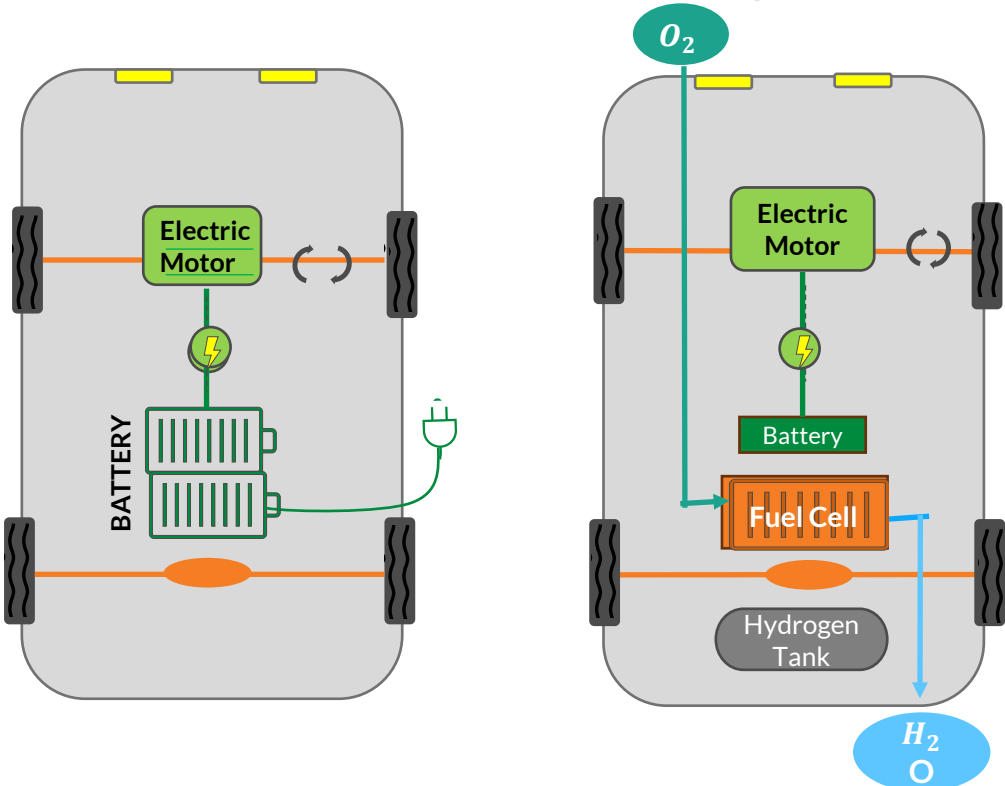 Electric
Motor
BATTERY
O₂
Electric
Motor
Battery
Fuel Cell
Hydrogen
Tank
H₂
O